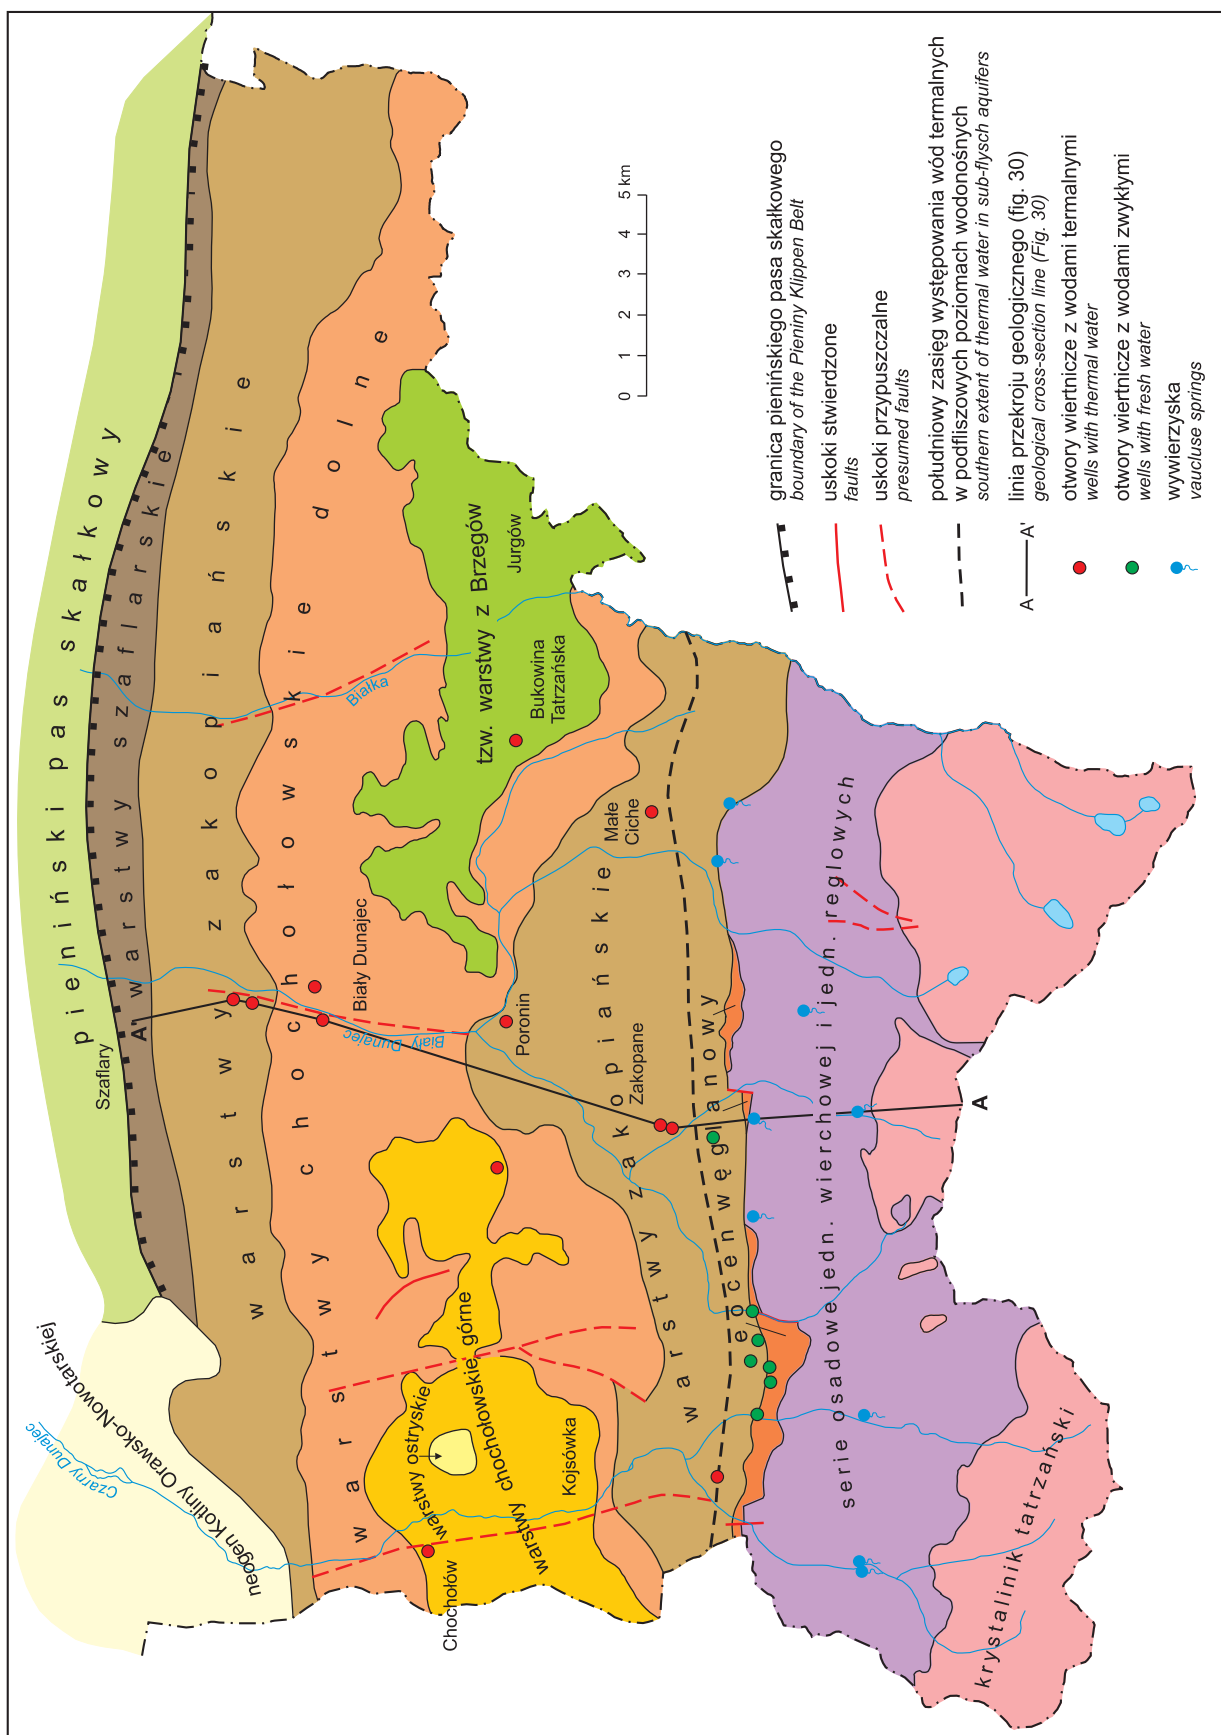 pieniński pas skałkowy
Szaflary
A'
warstwy szaflarskie
warstwy zakopiańskie
warstwy chochołowskie dolne
neogen Kotliny Orawsko-Nowotarskiej
Czarny Dunajec
Białka
Biały Dunajec
Biały Dunajec
tzw. warstwy z Brzegów
Jurgów
Bukowina
Tatrzańska
Chochołów
warstwy ostryskie
warstwy chochołowskie górne
Kojsówka
Poronin
Małe
Ciche
Zakopane
warstwy zakopiańskie
eocen węglanowy
serie osadowe jedn. wierchowej i jedn. reglowych
krystalinik tatrzański
A
0 1 2 3 4 5 km
granica pienińskiego pasa skałkowego
boundary of the Pieniny Klippen Belt
uskoki stwierdzone
faults
uskoki przypuszczalne
presumed faults
południowy zasięg występowania wód termalnych
w podfliszowych poziomach wodonośnych
southern extent of thermal water in sub-flysch aquifers
A A'
linia przekroju geologicznego (fig. 30)
geological cross-section line (Fig. 30)
otwory wiertnicze z wodami termalnymi
wells with thermal water
otwory wiertnicze z wodami zwykłymi
wells with fresh water
wywierzyska
vaucluse springs